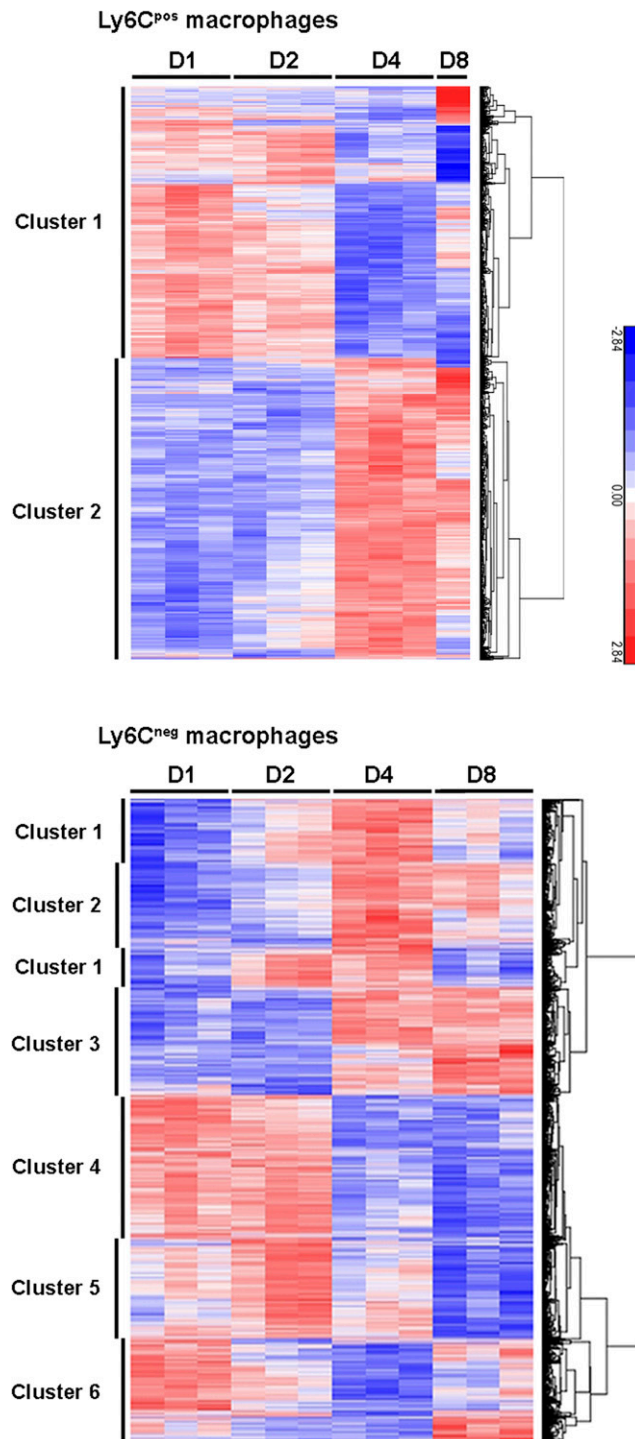 Ly6Cᵖᵒˢ macrophages
D1 D2 D4 D8
Cluster 1
Cluster 2
-2.84
0.00
2.84
Ly6Cⁿᵉᵍ macrophages
D1 D2 D4 D8
Cluster 1
Cluster 2
Cluster 1
Cluster 3
Cluster 4
Cluster 5
Cluster 6